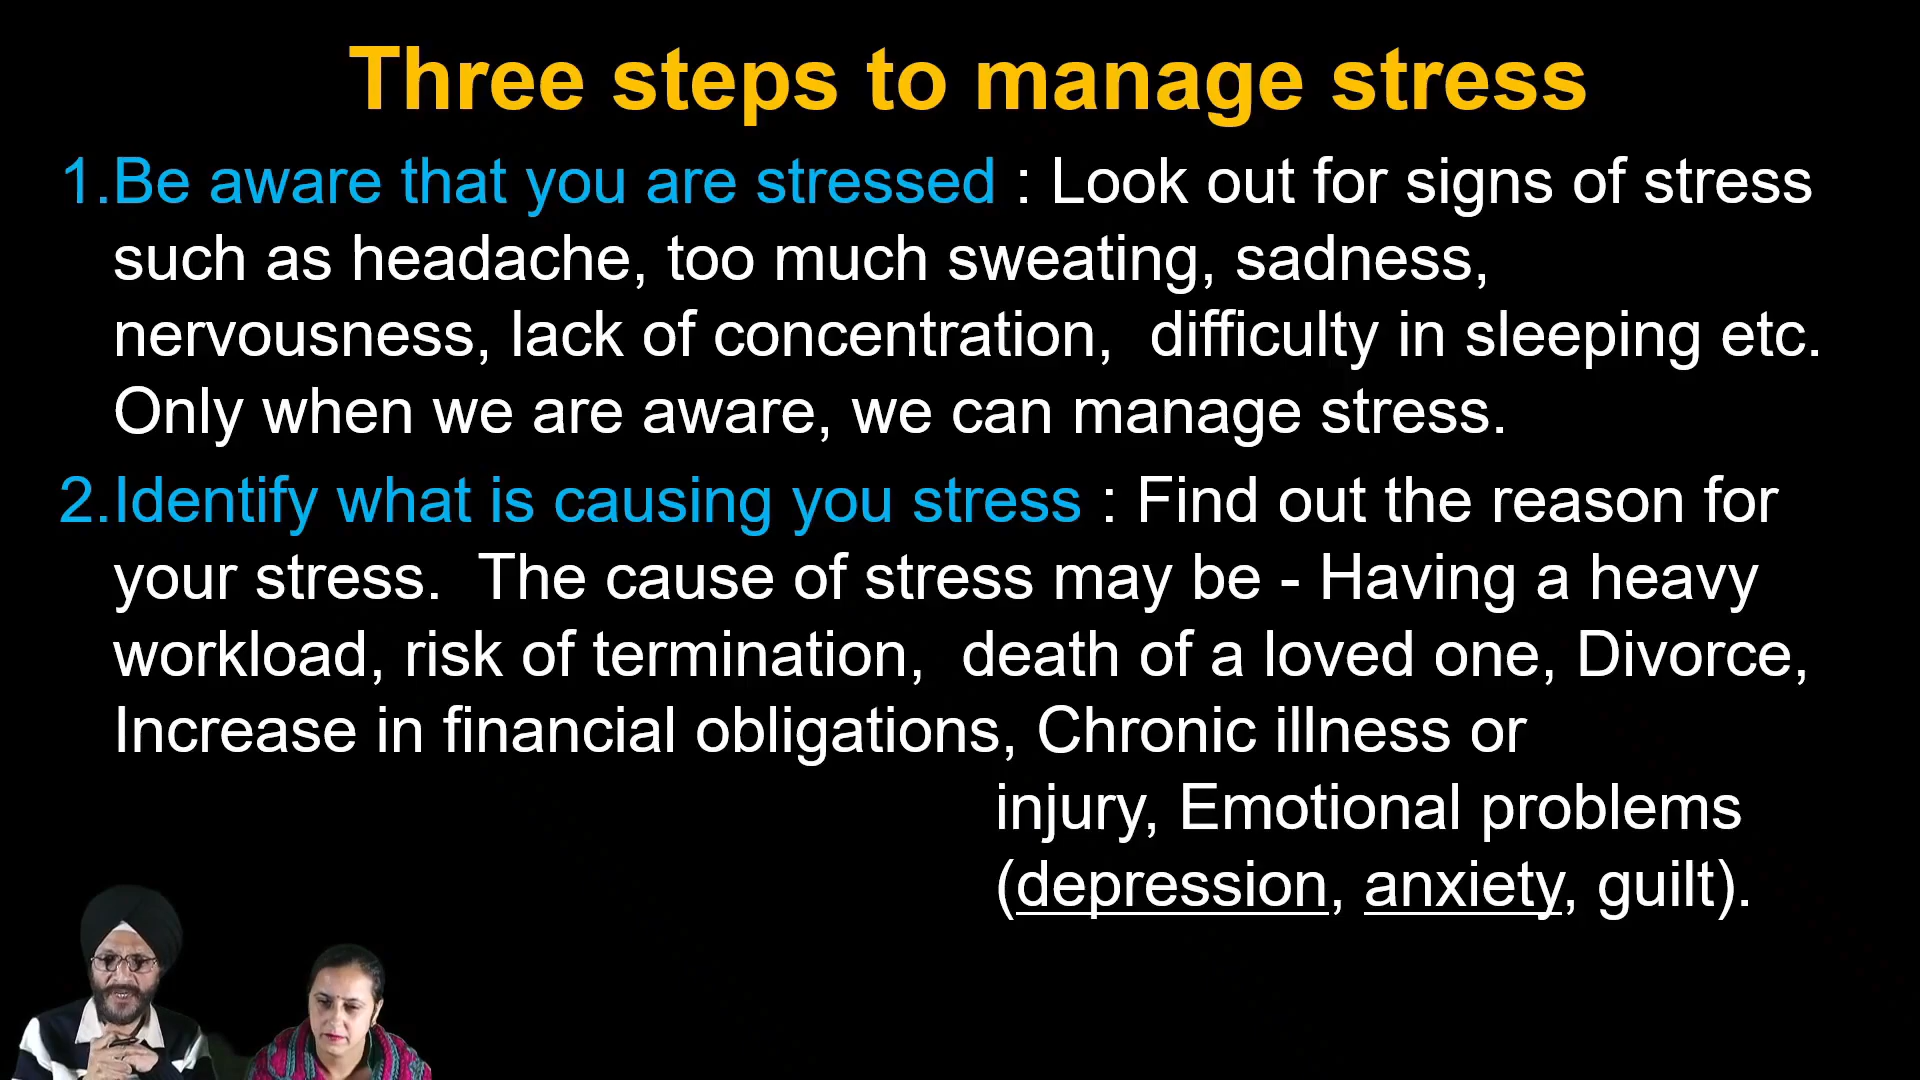 Three steps to manage stress
1.Be aware that you are stressed : Look out for signs of stress
such as headache, too much sweating, sadness,
nervousness, lack of concentration,  difficulty in sleeping etc.
Only when we are aware, we can manage stress.
2.Identify what is causing you stress : Find out the reason for
your stress.  The cause of stress may be - Having a heavy
workload, risk of termination,  death of a loved one, Divorce,
Increase in financial obligations, Chronic illness or
injury, Emotional problems
(depression, anxiety, guilt).